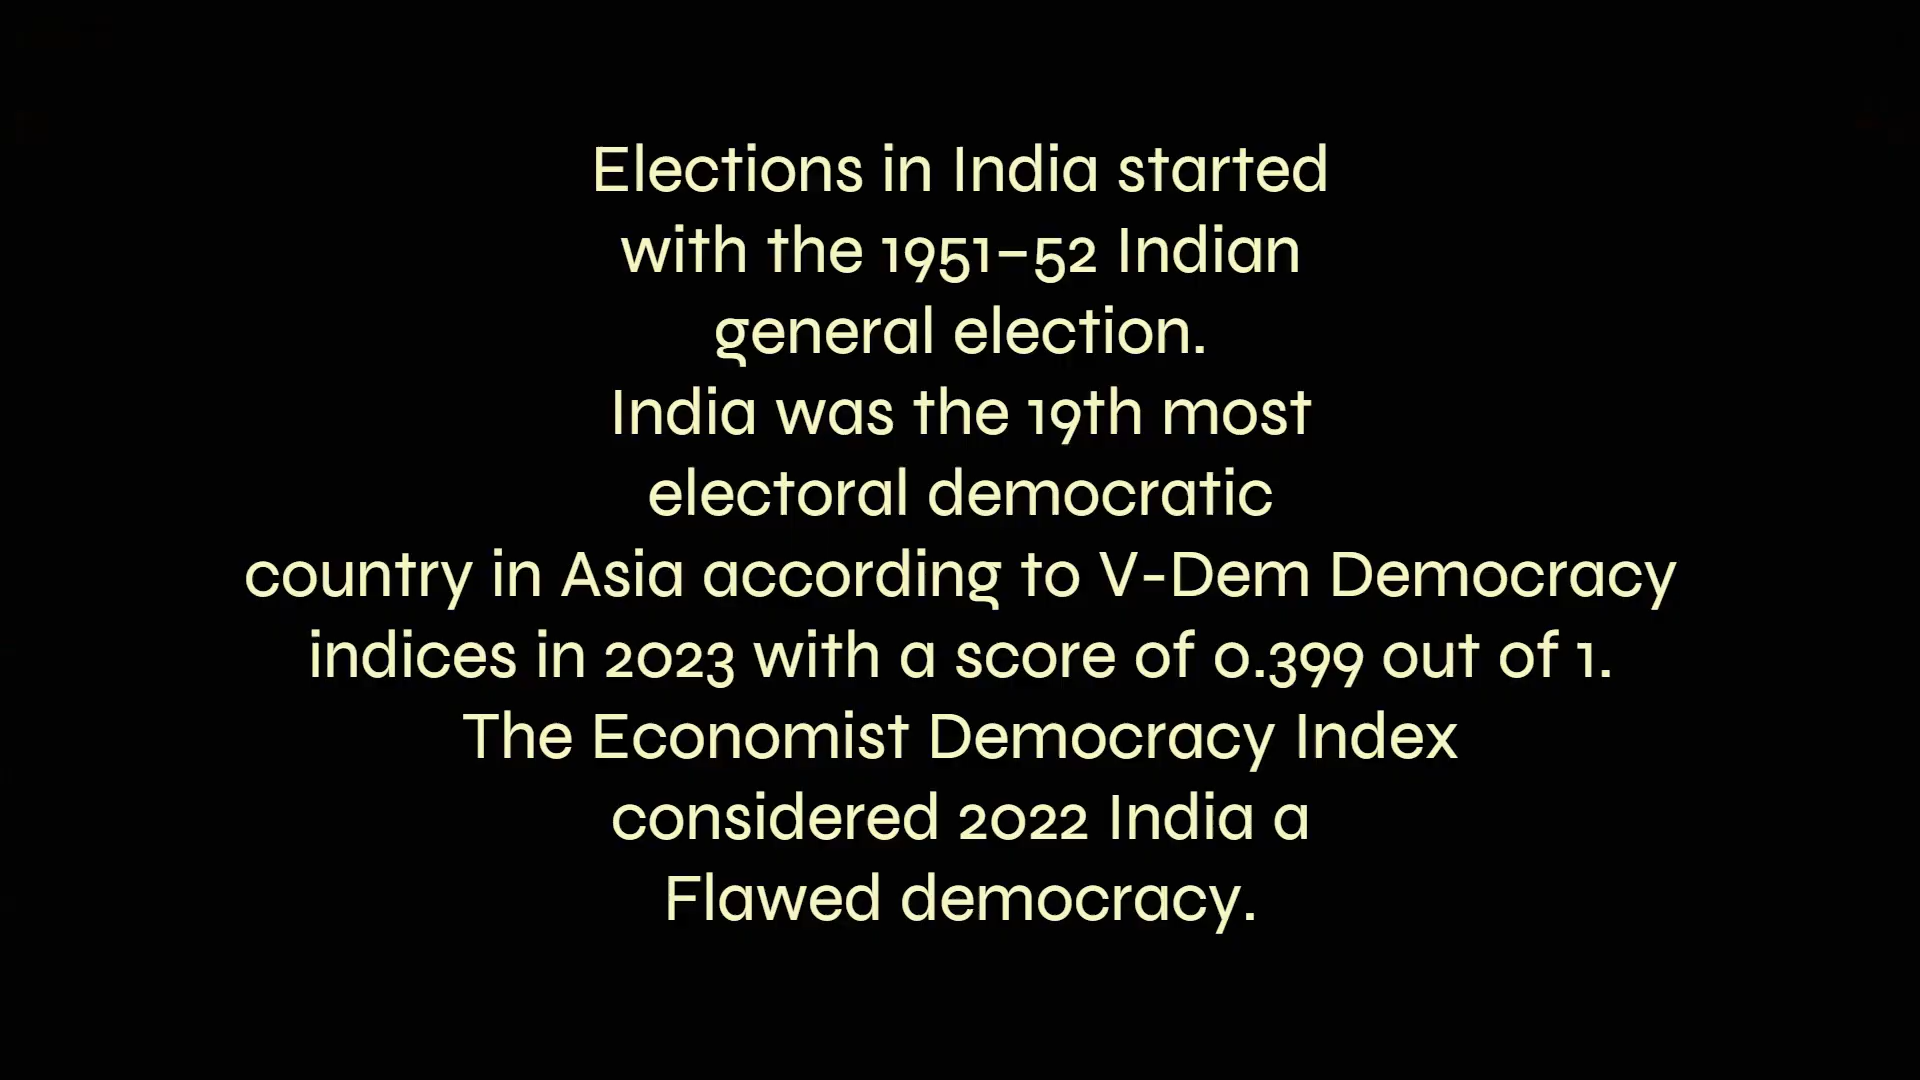 Elections in India started
with the 1951–52 Indian
general election.
India was the 19th most
electoral democratic
country in Asia according to V-Dem Democracy
indices in 2023 with a score of 0.399 out of 1.
The Economist Democracy Index
considered 2022 India a
Flawed democracy.